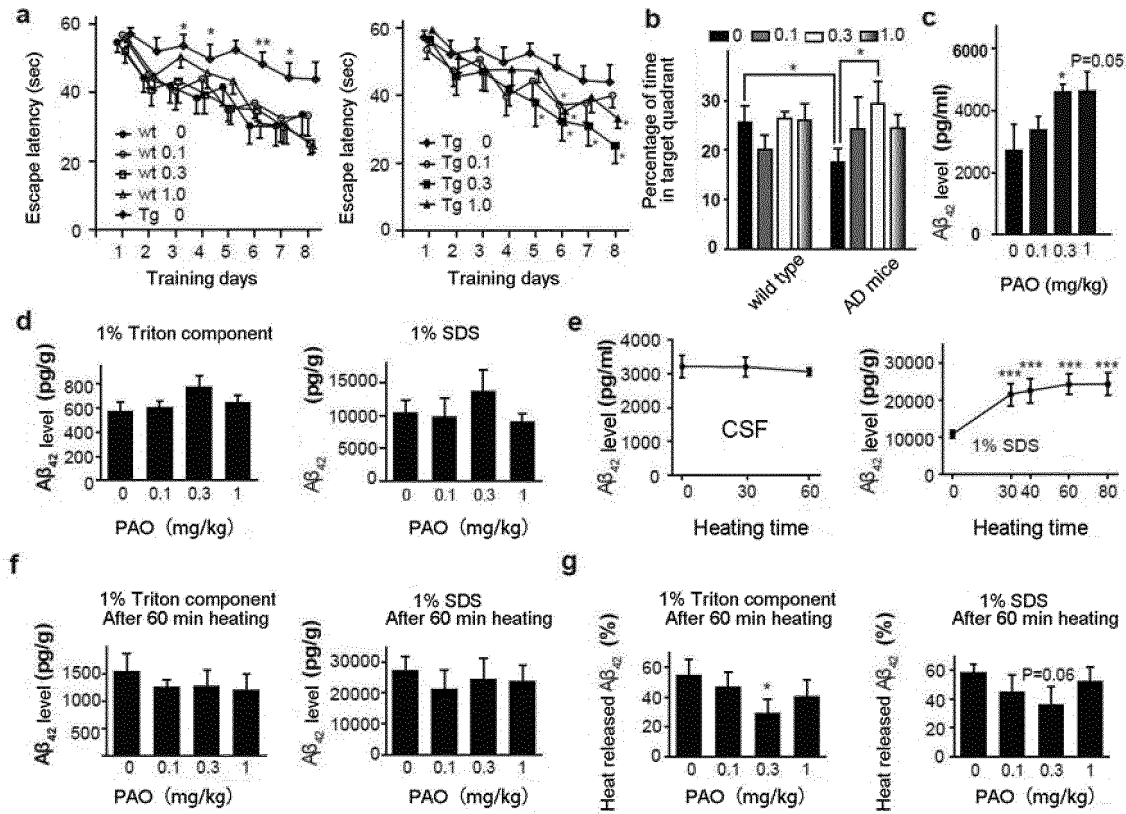 a
Escape latency (sec)
60
40
20
0
wt 0
wt 0.1
wt 0.3
wt 1.0
Tg 0
* * ** *
1 2 3 4 5 6 7 8
Training days
Escape latency (sec)
60
40
20
0
Tg 0
Tg 0.1
Tg 0.3
Tg 1.0
1 2 3 4 5 6 7 8
Training days
b
0 0.1 0.3 1.0
Percentage of time
in target quadrant
30
20
10
0
* *
wild type
AD mice
c
Aβ42 level (pg/ml)
6000
4000
2000
0
* P=0.05
0 0.1 0.3 1
PAO (mg/kg)
d
1% Triton component
Aβ42 level (pg/g)
800
600
400
200
0
0 0.1 0.3 1
PAO (mg/kg)
1% SDS
Aβ42 (pg/g)
15000
10000
5000
0
0 0.1 0.3 1
PAO (mg/kg)
e
Aβ42 level (pg/ml)
4000
3000
2000
1000
0
CSF
0 30 60
Heating time
Aβ42 level (pg/g)
30000
20000
10000
0
*** *** *** ***
1% SDS
0 30 40 60 80
Heating time
f
1% Triton component
After 60 min heating
Aβ42 level (pg/g)
1500
1000
500
0 0.1 0.3 1
PAO (mg/kg)
1% SDS
After 60 min heating
Aβ42 level (pg/g)
30000
20000
10000
0
0 0.1 0.3 1
PAO (mg/kg)
g
1% Triton component
After 60 min heating
Heat released Aβ42 (%)
60
40
20
0
*
0 0.1 0.3 1
PAO (mg/kg)
1% SDS
After 60 min heating
Heat released Aβ42 (%)
60
40
20
0
P=0.06
0 0.1 0.3 1
PAO (mg/kg)